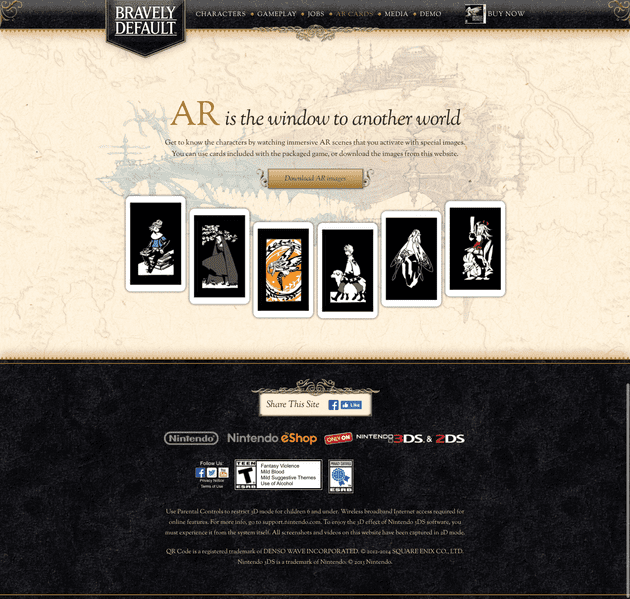 BRAVELY
DEFAULT
CHARACTERS GAMEPLAY JOBS AR CARDS MEDIA DEMO BUY NOW
AR is the window to another world
Get to know the characters by watching immersive AR scenes that you activate with special images.
You can use cards included with the packaged game, or download the images from this website.
Download AR images
Share This Site f Like
Nintendo Nintendo eShop ONLY ON NINTENDO 3DS & 2DS
Follow Us:
Privacy Notice
Terms of Use
TEEN
T
ESRB
Fantasy Violence
Mild Blood
Mild Suggestive Themes
Use of Alcohol
PRIVACY CERTIFIED
ESRB
Use Parental Controls to restrict 3D mode for children 6 and under. Wireless broadband Internet access required for
online features. For more info, go to support.nintendo.com. To enjoy the 3D effect of Nintendo 3DS software, you
must experience it from the system itself. All screenshots and videos on this website have been captured in 2D mode.
QR Code is a registered trademark of DENSO WAVE INCORPORATED. © 2012-2014 SQUARE ENIX CO., LTD.
Nintendo 3DS is a trademark of Nintendo. © 2013 Nintendo.